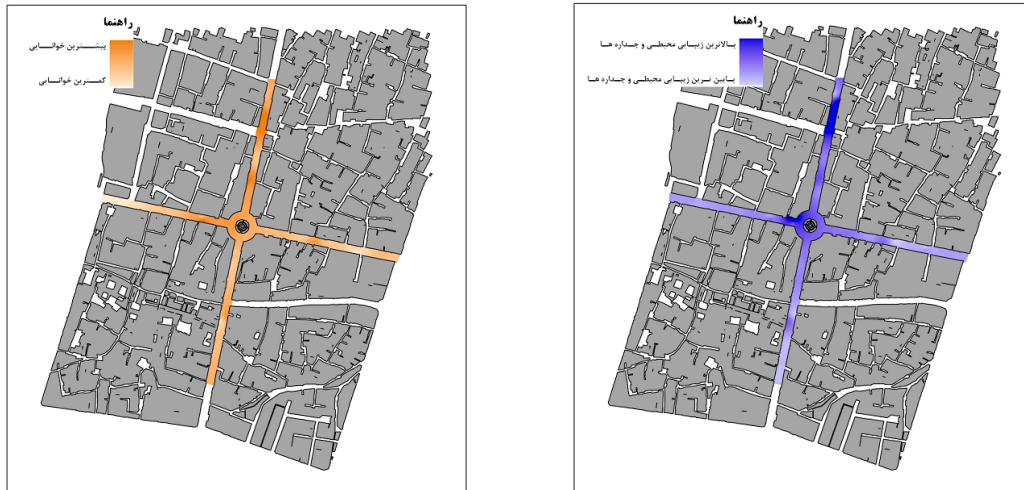 راهنما
بیشترین خوانایی
کمترین خوانایی
راهنما
بالاترین زیبایی محیطی و جداره ها
پایین ترین زیبایی محیطی و جداره ها